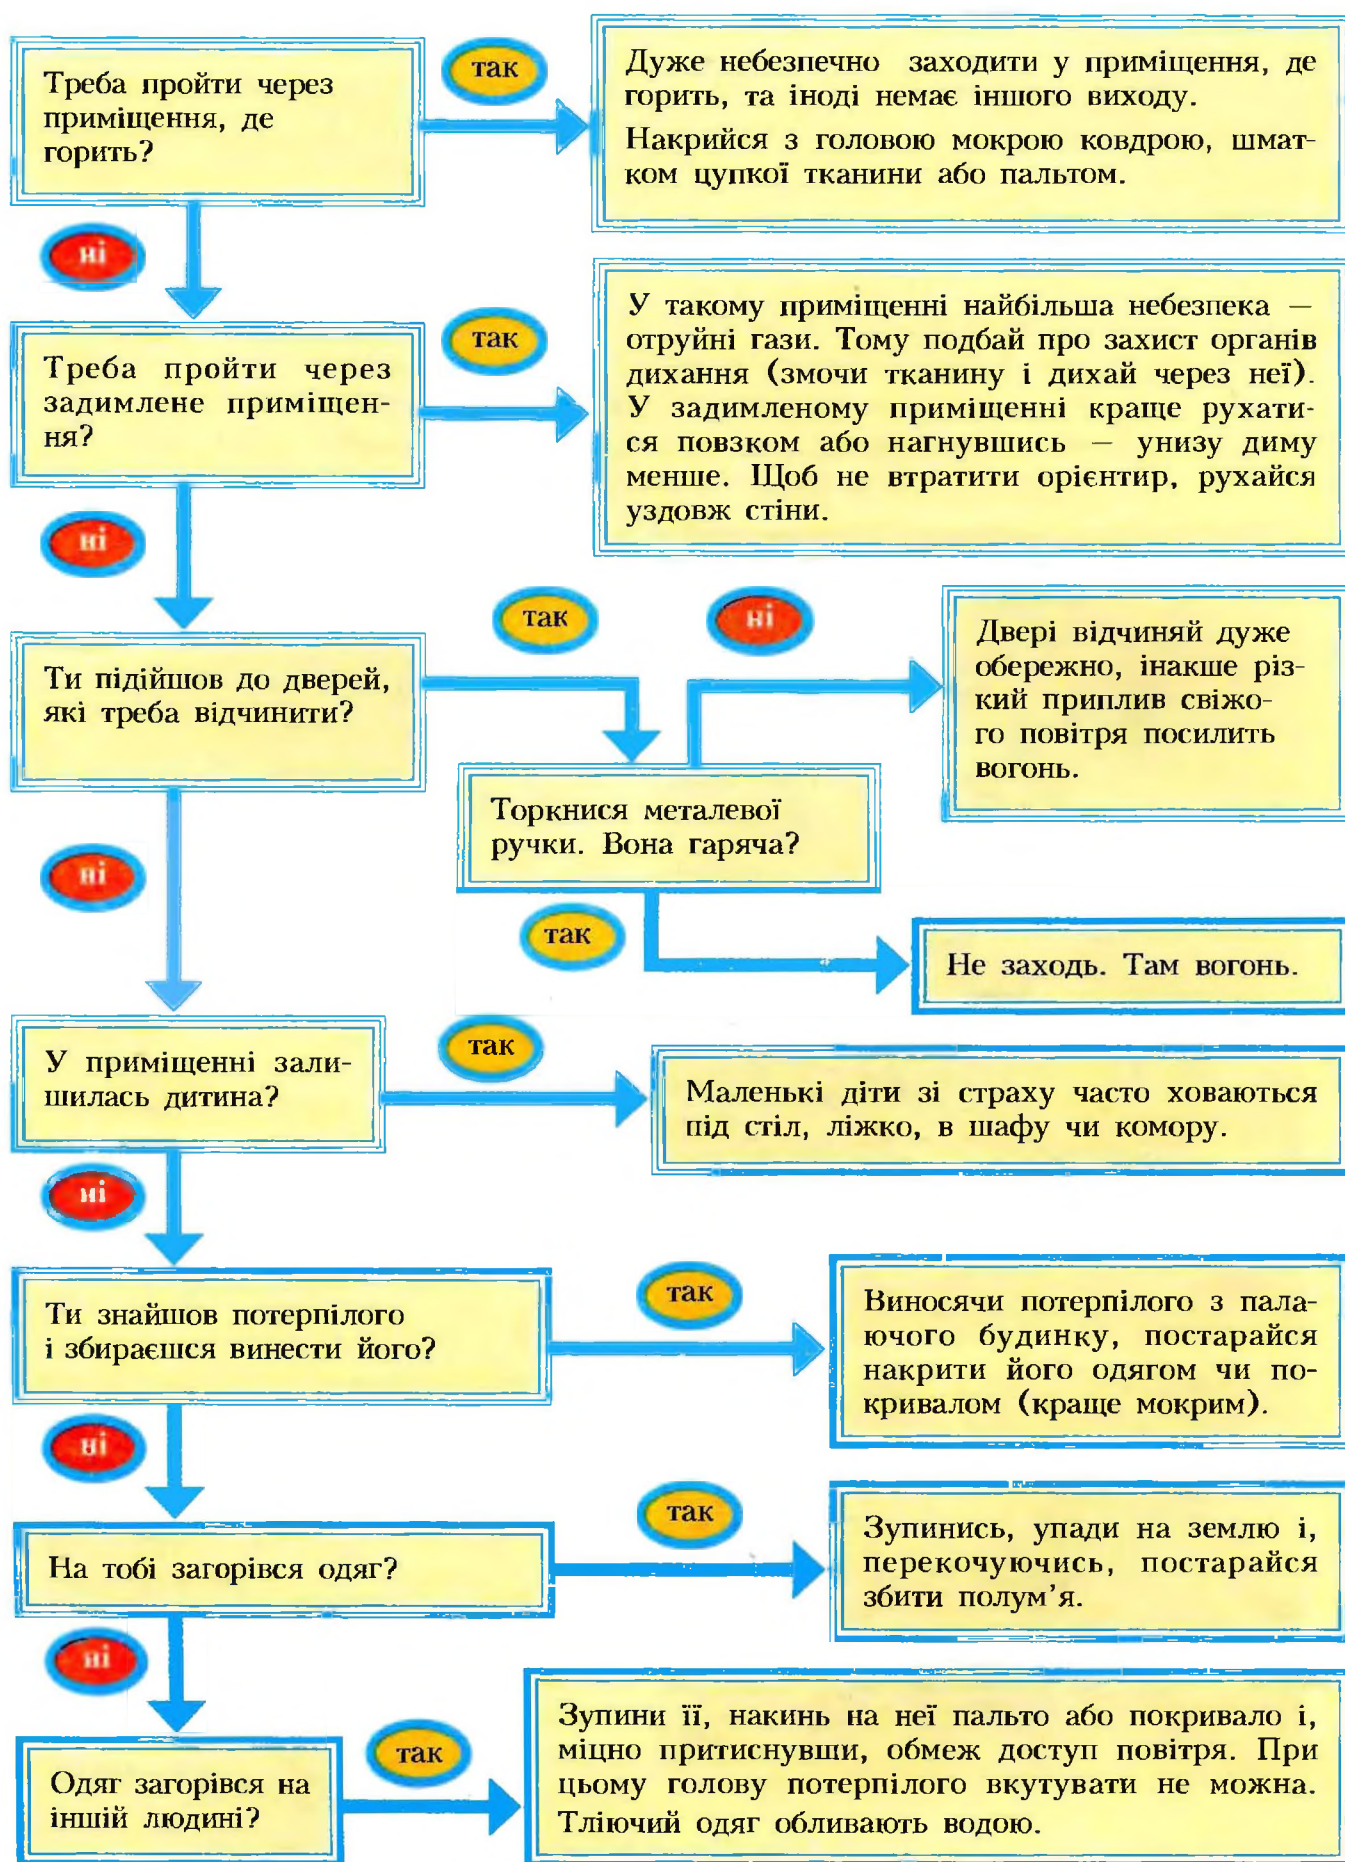 Треба пройти через
приміщення, де
горить?
так
Дуже небезпечно заходити у приміщення, де
горить, та іноді немає іншого виходу.
Накрийся з головою мокрою ковдрою, шмат-
ком цупкої тканини або пальтом.
ні
Треба пройти через
задимлене приміщен-
ня?
так
У такому приміщенні найбільша небезпека —
отруйні гази. Тому подбай про захист органів
дихання (змочи тканину і дихай через неї).
У задимленому приміщенні краще рухати-
ся повзком або нагнувшись — унизу диму
менше. Щоб не втратити орієнтир, рухайся
уздовж стіни.
ні
Ти підійшов до дверей,
які треба відчинити?
так
Торкнися металевої
ручки. Вона гаряча?
ні
Двері відчиняй дуже
обережно, інакше різ-
кий приплив свіжо-
го повітря посилить
вогонь.
так
Не заходь. Там вогонь.
ні
У приміщенні зали-
шилась дитина?
так
Маленькі діти зі страху часто ховаються
під стіл, ліжко, в шафу чи комору.
ні
Ти знайшов потерпілого
і збираєшся винести його?
так
Виносячи потерпілого з пала-
ючого будинку, постарайся
накрити його одягом чи по-
кривалом (краще мокрим).
ні
На тобі загорівся одяг?
так
Зупинись, упади на землю і,
перекочуючись, постарайся
збити полум’я.
ні
Одяг загорівся на
іншій людині?
так
Зупини її, накинь на неї пальто або покривало і,
міцно притиснувши, обмеж доступ повітря. При
цьому голову потерпілого вкутувати не можна.
Тліючий одяг обливають водою.